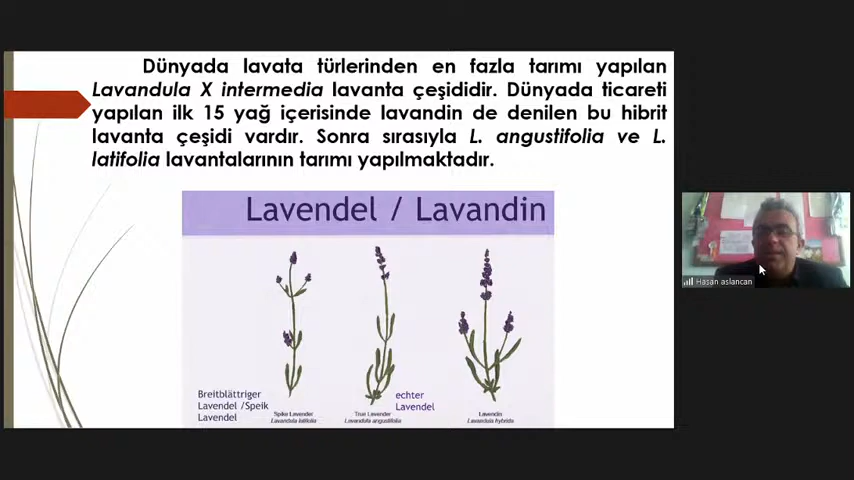 Dünyada lavata türlerinden en fazla tarımı yapılan
Lavandula X intermedia lavanta çeşididir. Dünyada ticareti
yapılan ilk 15 yağ içerisinde lavandin de denilen bu hibrit
lavanta çeşidi vardır. Sonra sırasıyla L. angustifolia ve L.
latifolia lavantalarının tarımı yapılmaktadır.
Lavendel / Lavandin
Breitblättriger
Lavendel /Speik
Lavendel
Spike Lavender
Lavandula latifolia
echter
Lavendel
True Lavender
Lavandula angustifolia
Lavandin
Lavandula hybrida
Hasan aslancan